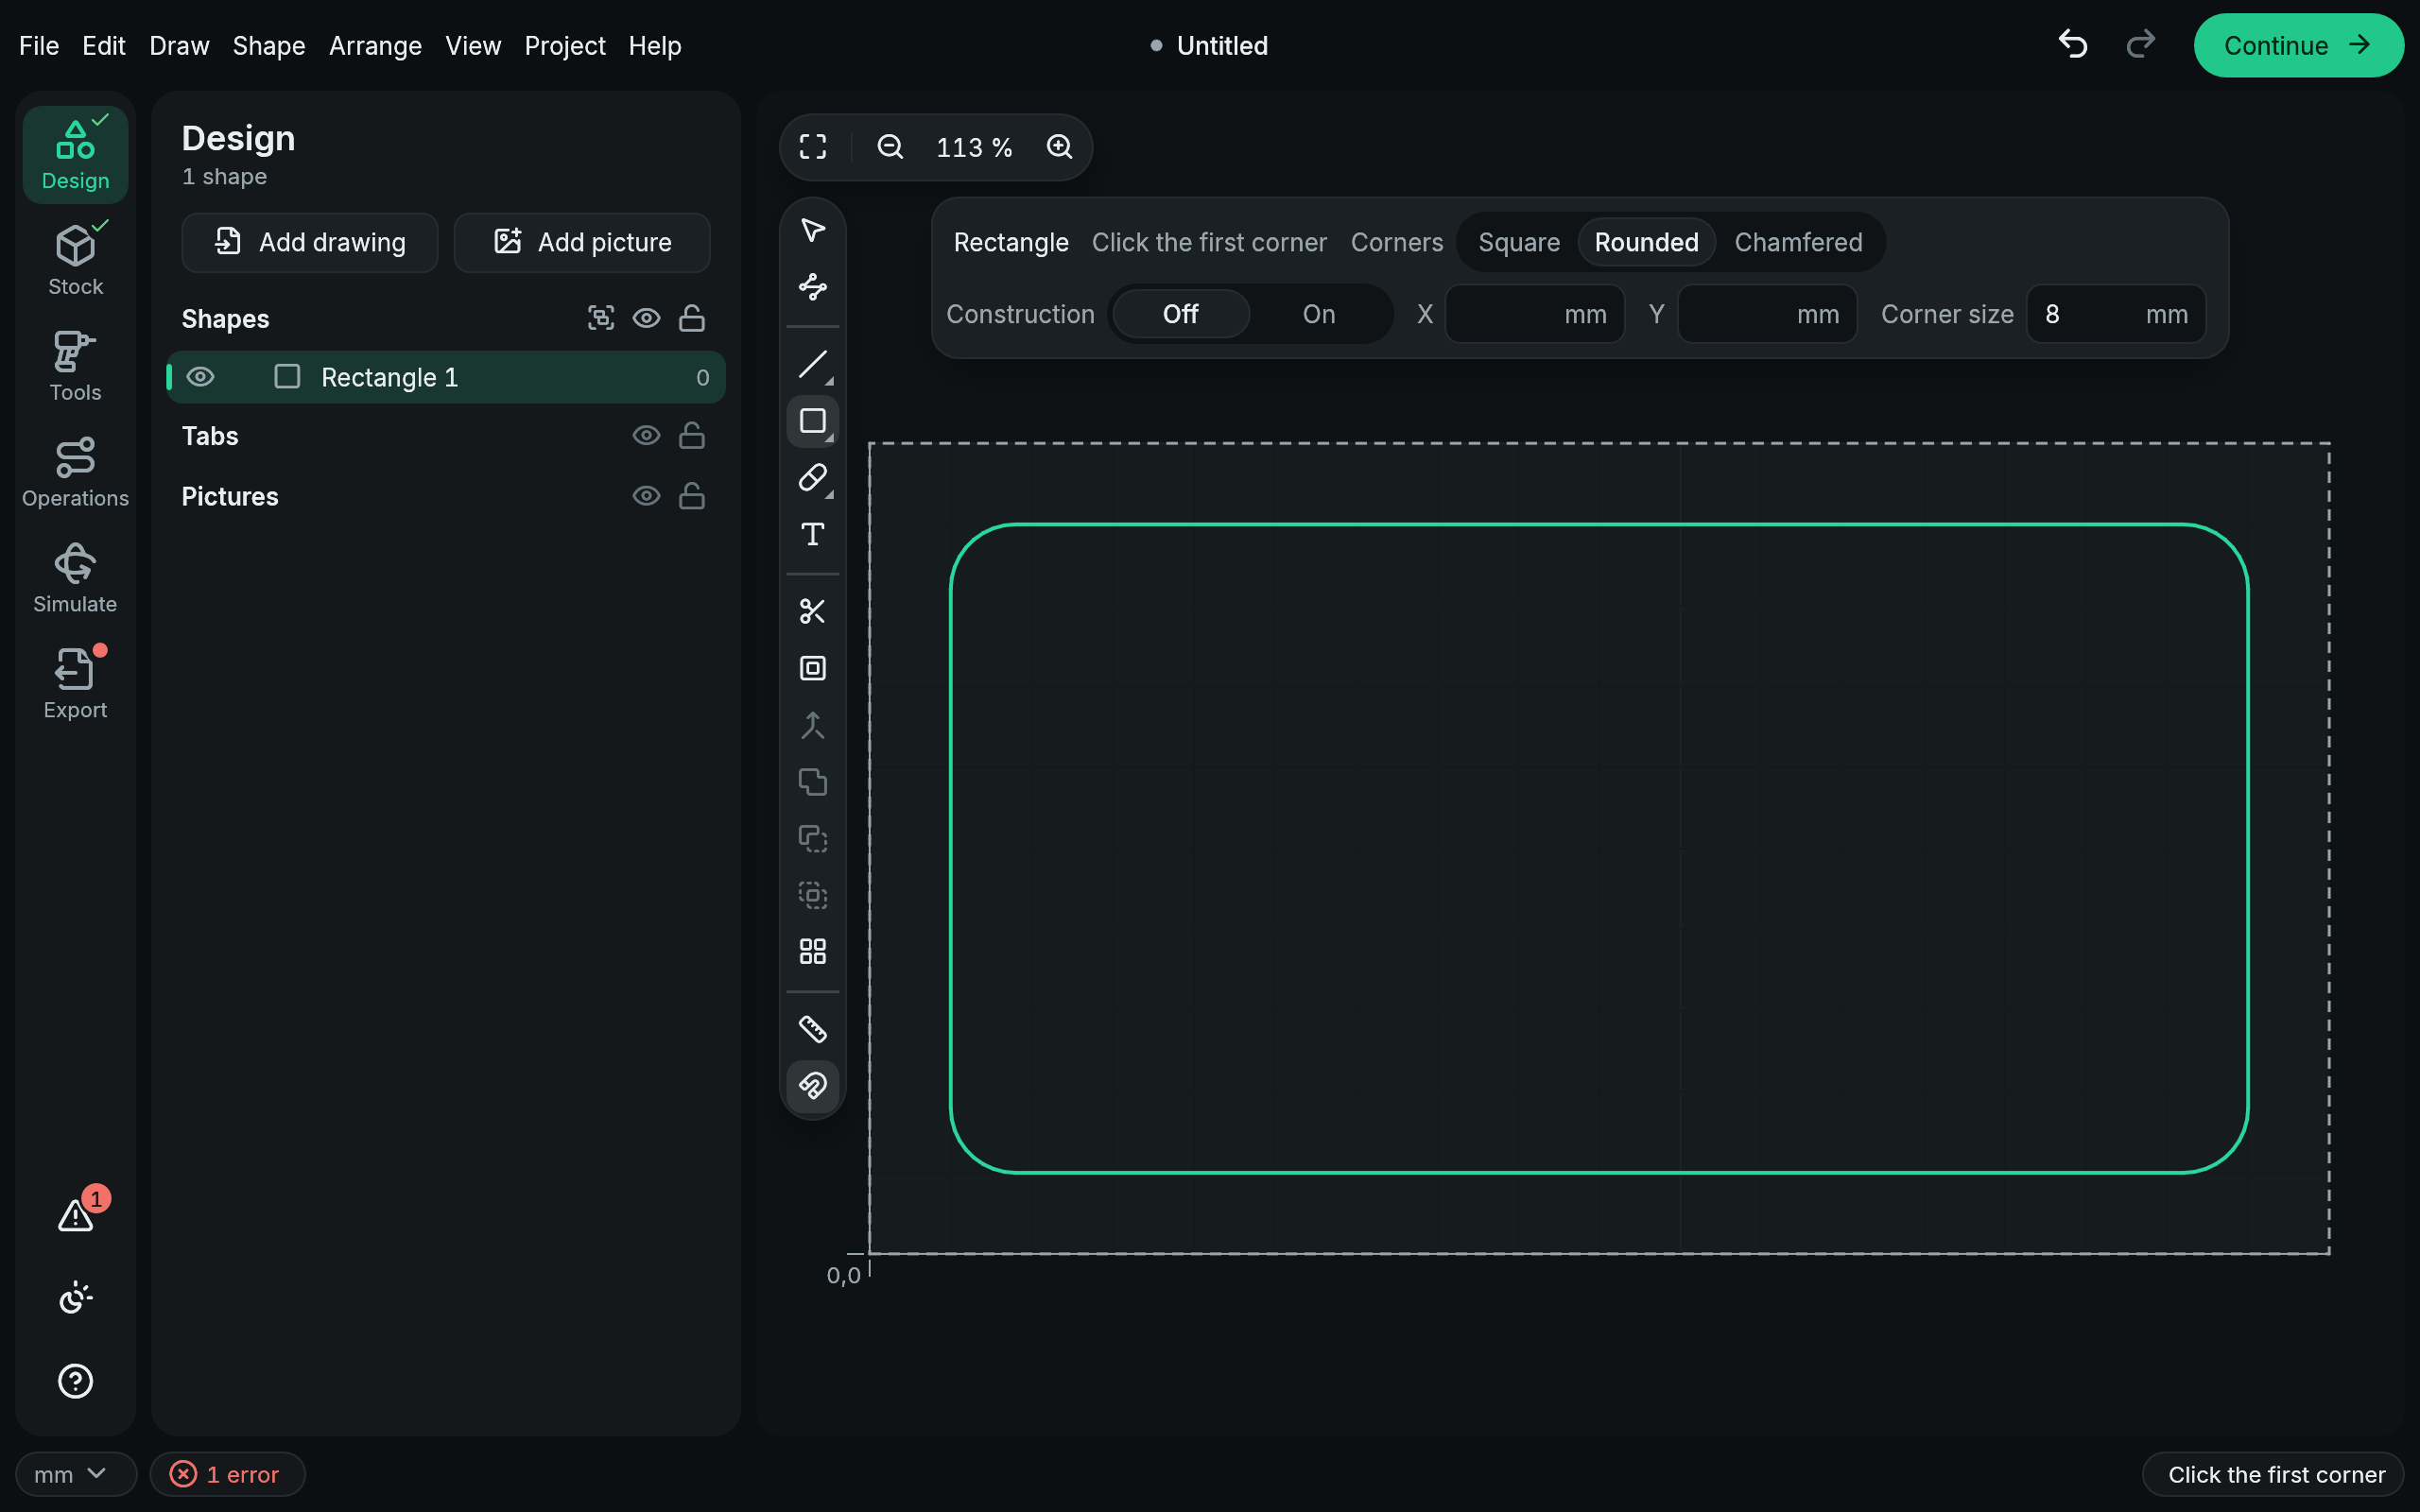 File Edit Draw Shape Arrange View Project Help
Untitled
Continue
Design
Stock
Tools
Operations
Simulate
Export
1
Design
1 shape
Add drawing
Add picture
Shapes
Rectangle 1 0
Tabs
Pictures
113 %
Rectangle Click the first corner Corners Square Rounded Chamfered
Construction Off On X mm Y mm Corner size 8 mm
0,0
mm
1 error
Click the first corner